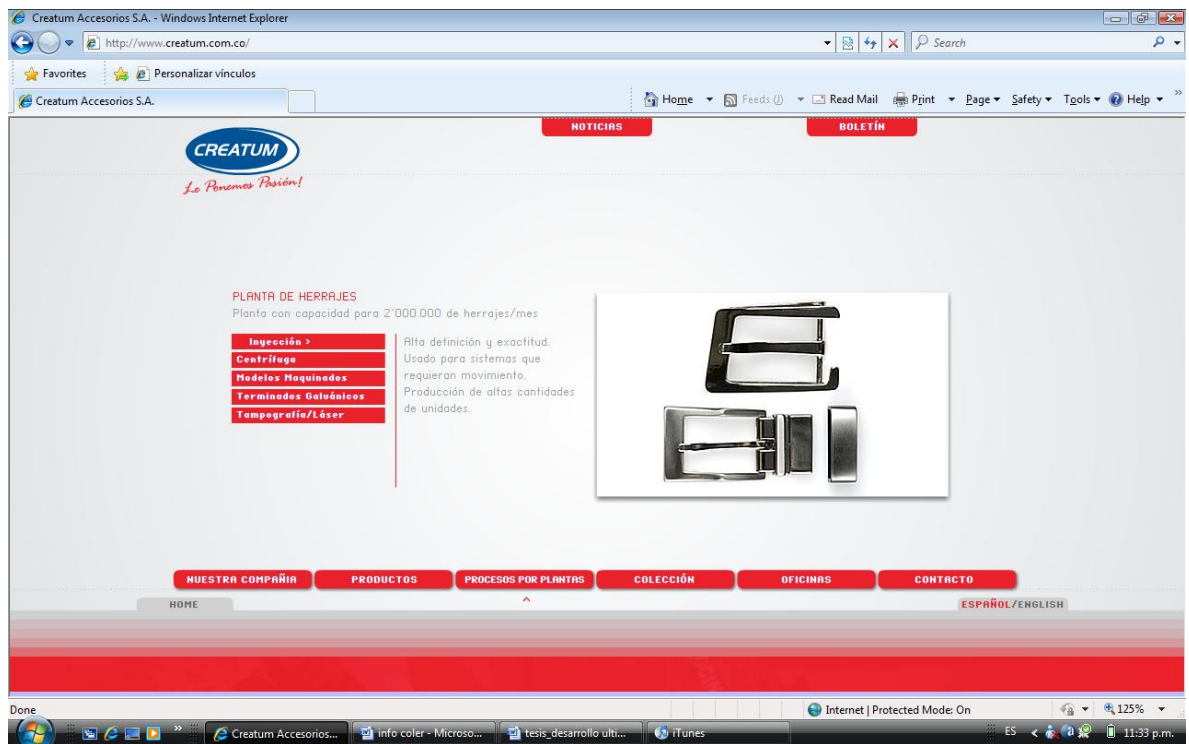 Creatum Accesorios S.A. - Windows Internet Explorer
http://www.creatum.com.co/
Search
Favorites
Personalizar vínculos
Creatum Accesorios S.A.
Home
Feeds (J)
Read Mail
Print
Page
Safety
Tools
Help
NOTICIAS
BOLETÍN
CREATUM
Le Ponemos Pasión!
PLANTA DE HERRAJES
Planta con capacidad para 2'000.000 de herrajes/mes
Inyección >
Centrífuga
Modelos Maquinados
Terminados Galvánicos
Tampografía/Láser
Alta definición y exactitud.
Usado para sistemas que
requieran movimiento.
Producción de altas cantidades
de unidades.
NUESTRA COMPAÑIA
PRODUCTOS
PROCESOS POR PLANTAS
COLECCIÓN
OFICINAS
CONTACTO
HOME
ESPAÑOL/ENGLISH
Done
Internet | Protected Mode: On
125%
Creatum Accesorios...
info coler - Microso...
tesis_desarrollo ulti...
iTunes
ES
11:33 p.m.